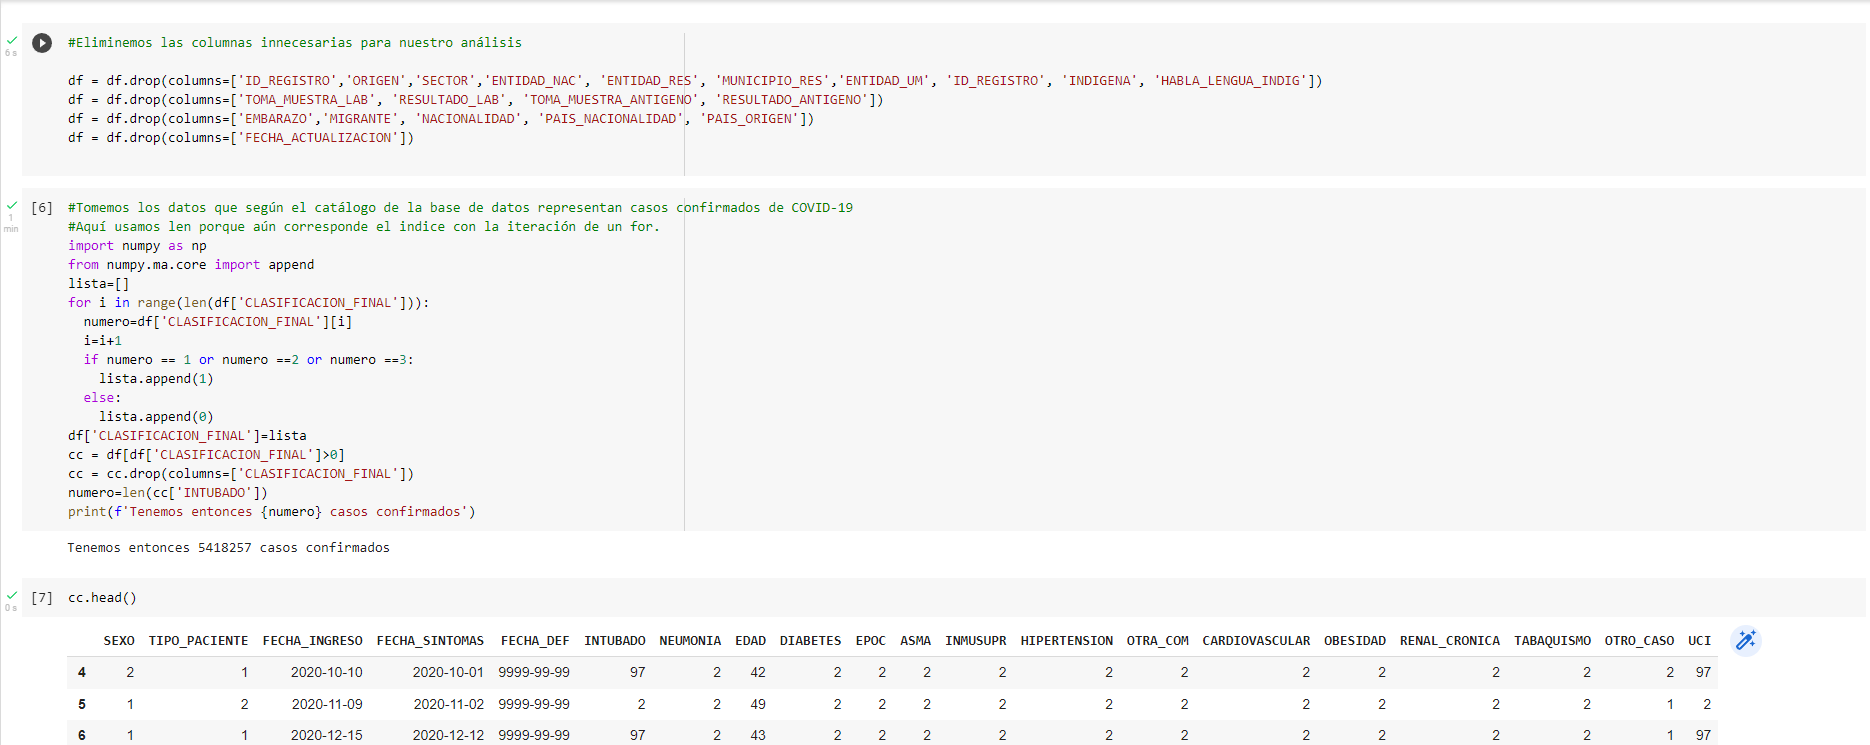 6 s
#Eliminemos las columnas innecesarias para nuestro análisis
df = df.drop(columns=['ID_REGISTRO','ORIGEN','SECTOR','ENTIDAD_NAC', 'ENTIDAD_RES', 'MUNICIPIO_RES','ENTIDAD_UM', 'ID_REGISTRO', 'INDIGENA', 'HABLA_LENGUA_INDIG'])
df = df.drop(columns=['TOMA_MUESTRA_LAB', 'RESULTADO_LAB', 'TOMA_MUESTRA_ANTIGENO', 'RESULTADO_ANTIGENO'])
df = df.drop(columns=['EMBARAZO','MIGRANTE', 'NACIONALIDAD', 'PAIS_NACIONALIDAD', 'PAIS_ORIGEN'])
df = df.drop(columns=['FECHA_ACTUALIZACION'])
1 min
[6] #Tomemos los datos que según el catálogo de la base de datos representan casos confirmados de COVID-19
#Aquí usamos len porque aún corresponde el indice con la iteración de un for.
import numpy as np
from numpy.ma.core import append
lista=[]
for i in range(len(df['CLASIFICACION_FINAL'])):
  numero=df['CLASIFICACION_FINAL'][i]
  i=i+1
  if numero == 1 or numero ==2 or numero ==3:
    lista.append(1)
  else:
    lista.append(0)
df['CLASIFICACION_FINAL']=lista
cc = df[df['CLASIFICACION_FINAL']>0]
cc = cc.drop(columns=['CLASIFICACION_FINAL'])
numero=len(cc['INTUBADO'])
print(f'Tenemos entonces {numero} casos confirmados')
Tenemos entonces 5418257 casos confirmados
0 s
[7] cc.head()
SEXO TIPO_PACIENTE FECHA_INGRESO FECHA_SINTOMAS FECHA_DEF INTUBADO NEUMONIA EDAD DIABETES EPOC ASMA INMUSUPR HIPERTENSION OTRA_COM CARDIOVASCULAR OBESIDAD RENAL_CRONICA TABAQUISMO OTRO_CASO UCI
4 2 1 2020-10-10 2020-10-01 9999-99-99 97 2 42 2 2 2 2 2 2 2 2 2 2 2 97
5 1 2 2020-11-09 2020-11-02 9999-99-99 2 2 49 2 2 2 2 2 2 2 2 2 2 1 2
6 1 1 2020-12-15 2020-12-12 9999-99-99 97 2 43 2 2 2 2 2 2 2 2 2 2 1 97